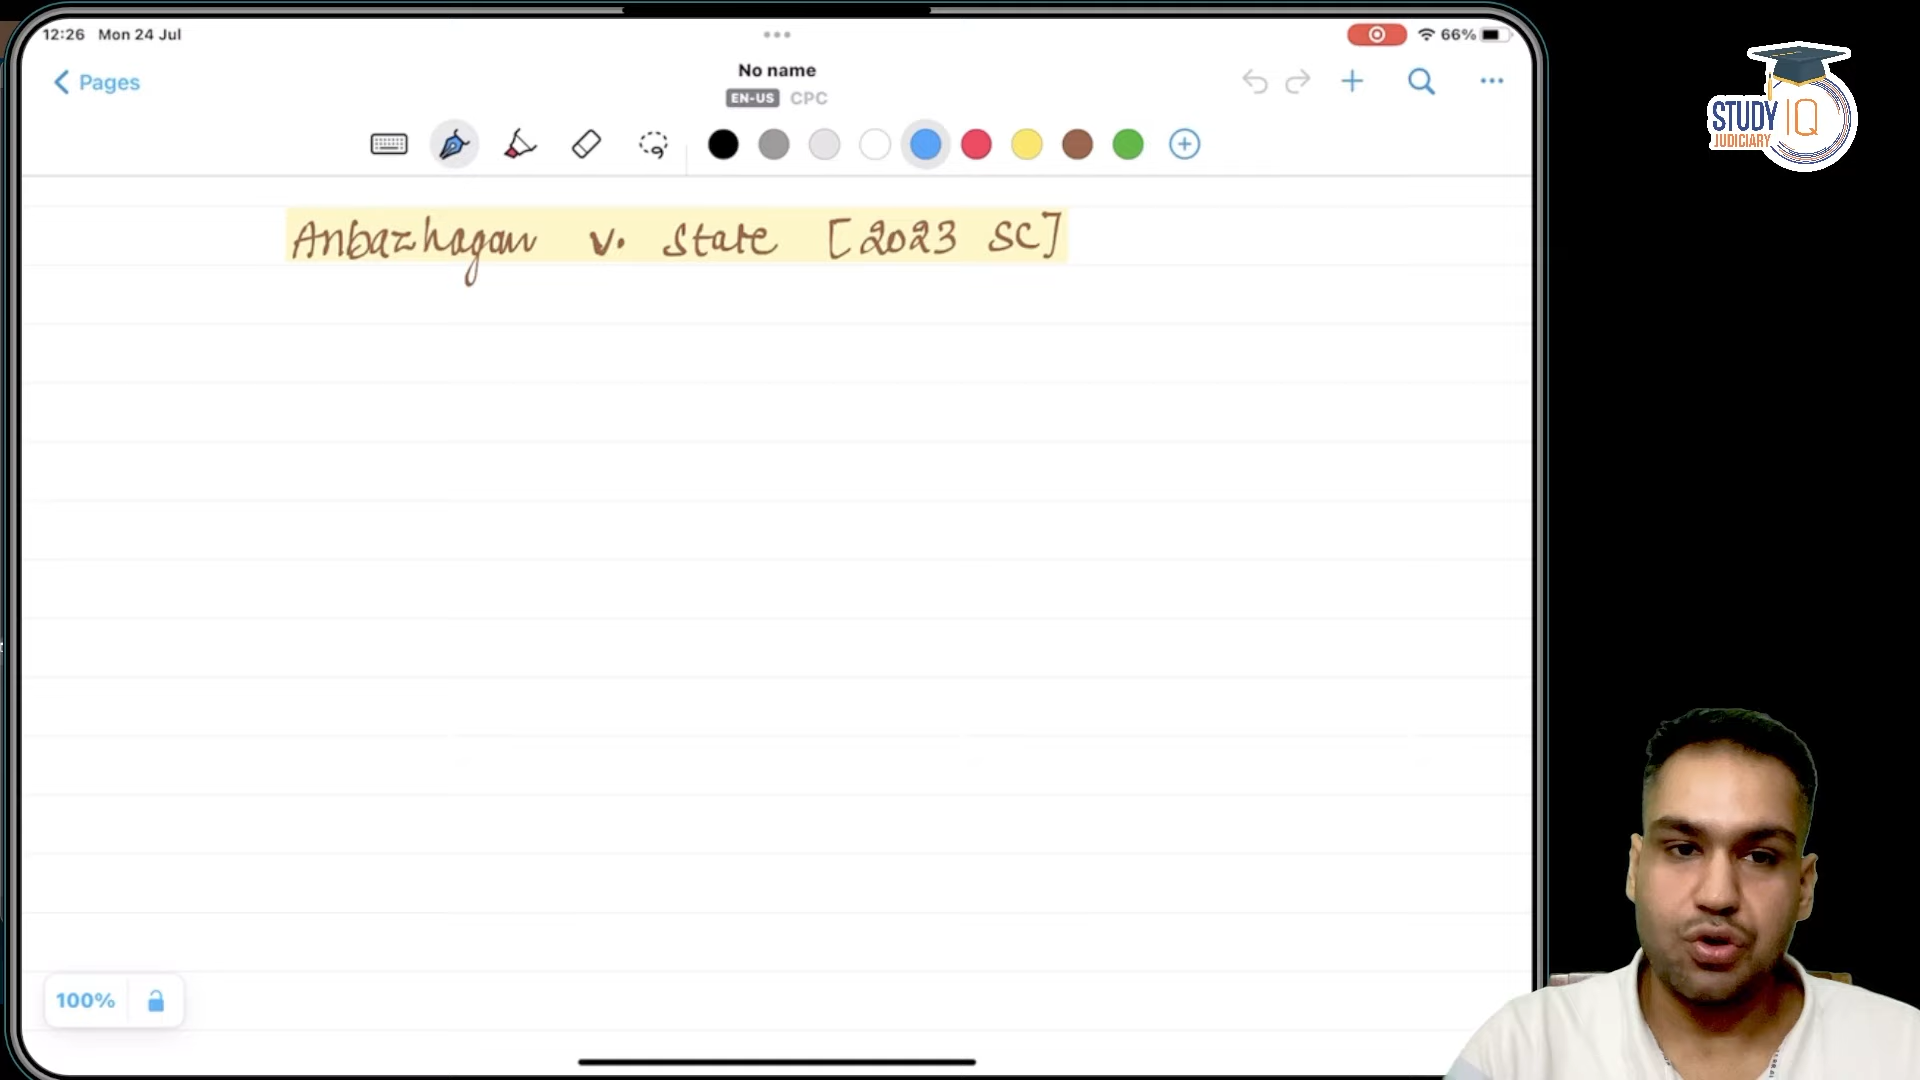 12:26 Mon 24 Jul
66%
Pages
No name
EN-US CPC
STUDY IQ
JUDICIARY
Anbazhagan v. State [2023 SC]
100%